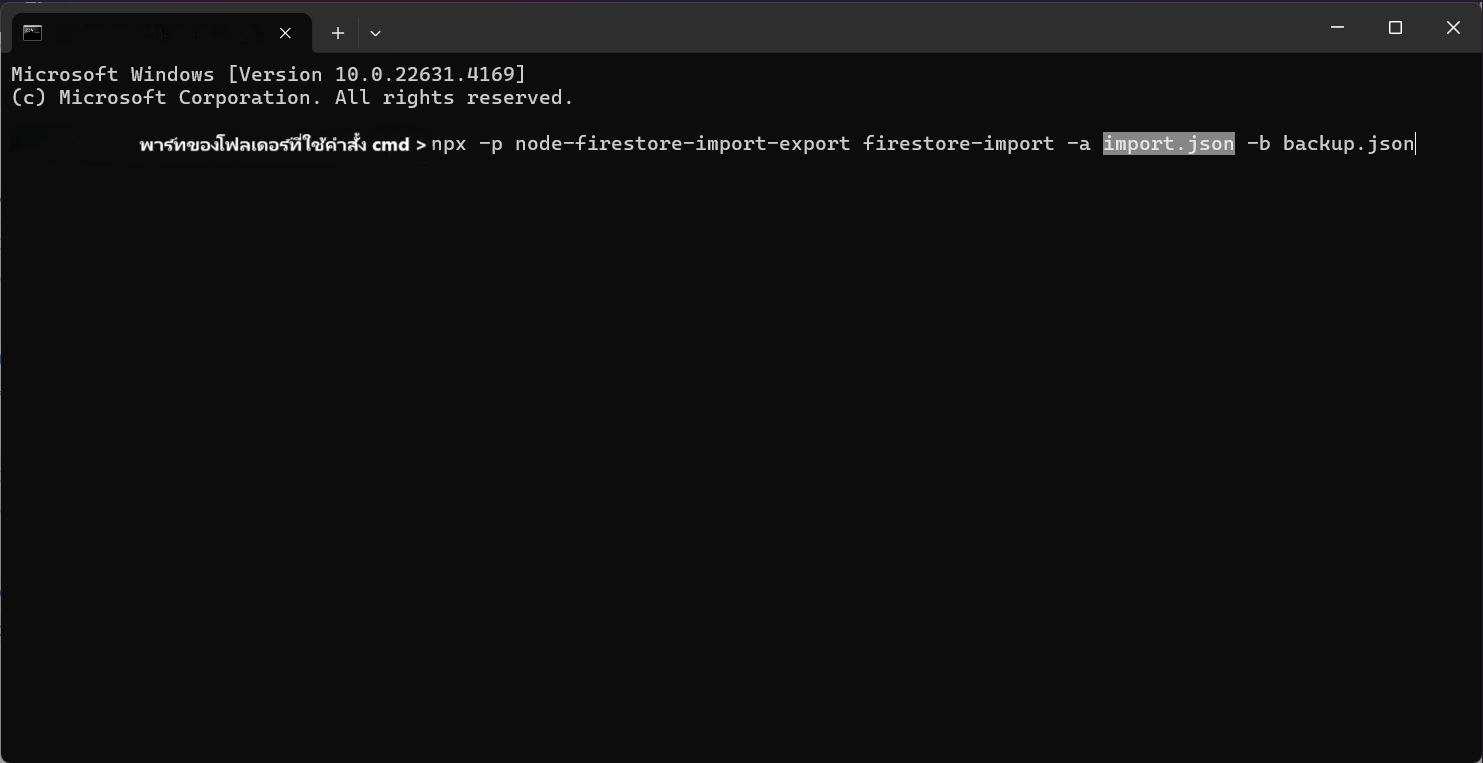 Microsoft Windows [Version 10.0.22631.4169]
(c) Microsoft Corporation. All rights reserved.
พาร์ทของโฟลเดอร์ที่ใช้คำสั้ง cmd > npx -p node-firestore-import-export firestore-import -a import.json -b backup.json